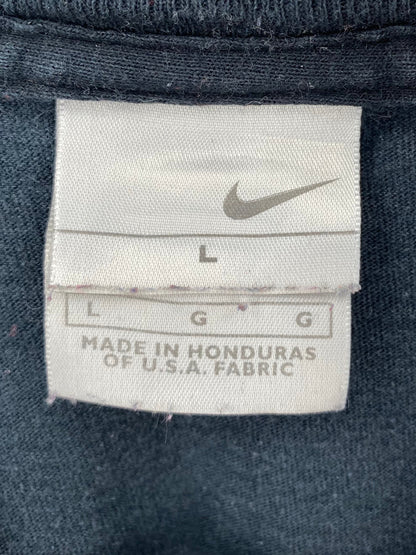 L
L G G
MADE IN HONDURAS
OF U.S.A. FABRIC